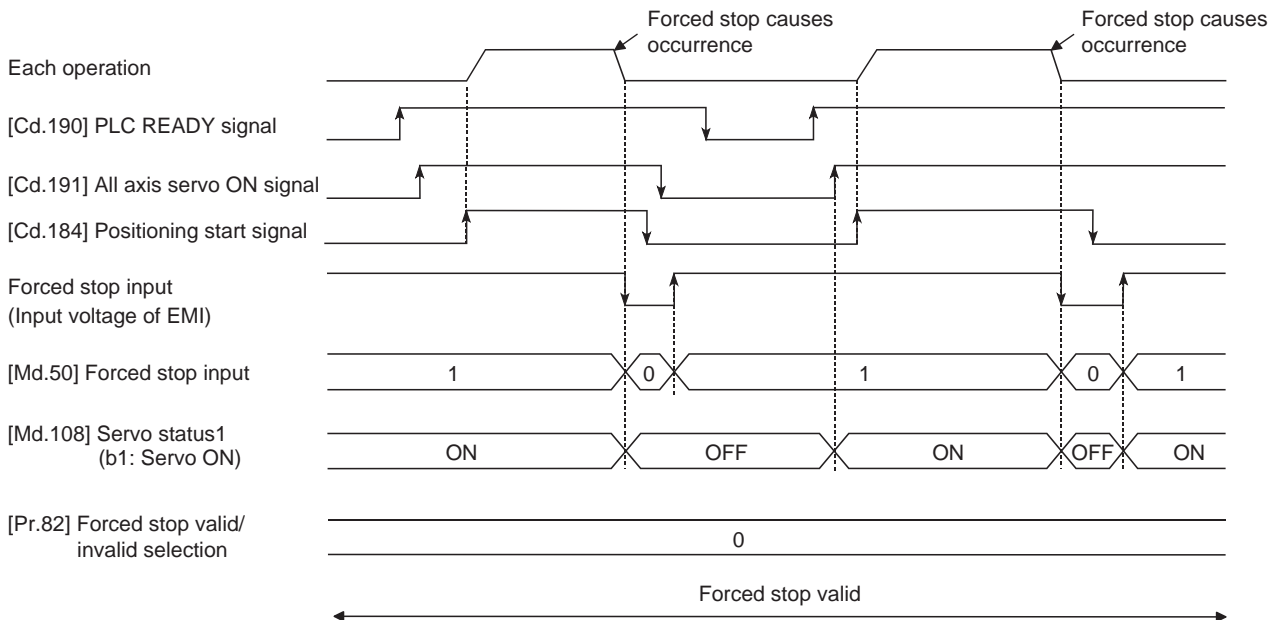 Forced stop causes
occurrence
Forced stop causes
occurrence
Each operation
[Cd.190] PLC READY signal
[Cd.191] All axis servo ON signal
[Cd.184] Positioning start signal
Forced stop input
(Input voltage of EMI)
[Md.50] Forced stop input
1 0 1 0 1
[Md.108] Servo status1
(b1: Servo ON)
ON OFF ON OFF ON
[Pr.82] Forced stop valid/
invalid selection
0
Forced stop valid